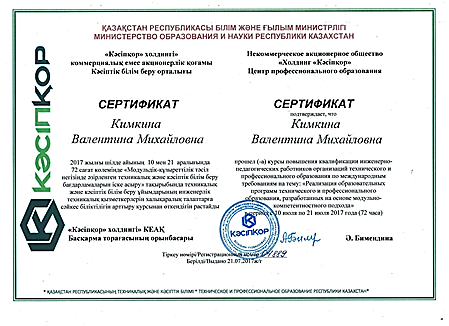 ҚАЗАҚСТАН РЕСПУБЛИКАСЫ БІЛІМ ЖӘНЕ ҒЫЛЫМ МИНИСТРЛІГІ
МИНИСТЕРСТВО ОБРАЗОВАНИЯ И НАУКИ РЕСПУБЛИКИ КАЗАХСТАН
«Кәсіпқор» холдингі»
коммерциялық емес акционерлік қоғамы
Кәсіптік білім беру орталығы
Некоммерческое акционерное общество
«Холдинг «Кәсіпқор»
Центр профессионального образования
КӘСІПҚОР
СЕРТИФИКАТ
Кимкина
Валентина Михайловна
2017 жылғы шілде айының 10 мен 21 аралығында
72 сағат көлемінде «Модульдік-құзыреттілік тәсіл
негізінде әзірленген техникалық және кәсіптік білім беру
бағдарламаларын іске асыру» тақырыбында техникалық
және кәсіптік білім беру ұйымдарының инженерлік
техникалық қызметкерлерін халықаралық талаптарға
сәйкес біліктілігін арттыру курсынан өткендігін растайды
СЕРТИФИКАТ
подтверждает, что
Кимкина
Валентина Михайловна
прошел (-а) курсы повышения квалификации инженерно-
педагогических работников организаций технического и
профессионального образования по международным
требованиям на тему: «Реализация образовательных
программ технического и профессионального
образования, разработанных на основе модульно-
компетентностного подхода»
10 июля по 21 июля 2017 года (72 часа)
«Кәсіпқор» холдингі» КЕАҚ
Басқарма торағасының орынбасары
КӘСІПҚОР
Ә. Бимендина
Тіркеу номірі/Регистрационный номер
Берілді/Выдано 21.07.2017ж/г
* ҚАЗАҚСТАН РЕСПУБЛИКАСЫНЫҢ ТЕХНИКАЛЫҚ ЖӘНЕ КӘСІПТІК БІЛІМІ * ТЕХНИЧЕСКОЕ И ПРОФЕССИОНАЛЬНОЕ ОБРАЗОВАНИЕ РЕСПУБЛИКИ КАЗАХСТАН*